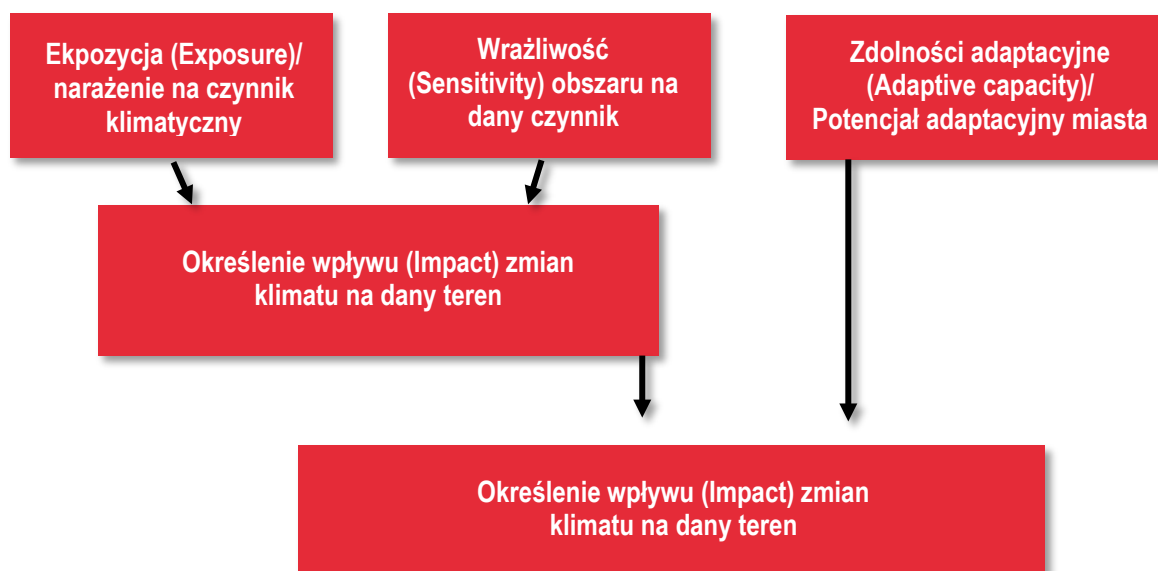 Ekpozycja (Exposure)/
narażenie na czynnik
klimatyczny
Wrażliwość
(Sensitivity) obszaru na
dany czynnik
Zdolności adaptacyjne
(Adaptive capacity)/
Potencjał adaptacyjny miasta
Określenie wpływu (Impact) zmian
klimatu na dany teren
Określenie wpływu (Impact) zmian
klimatu na dany teren